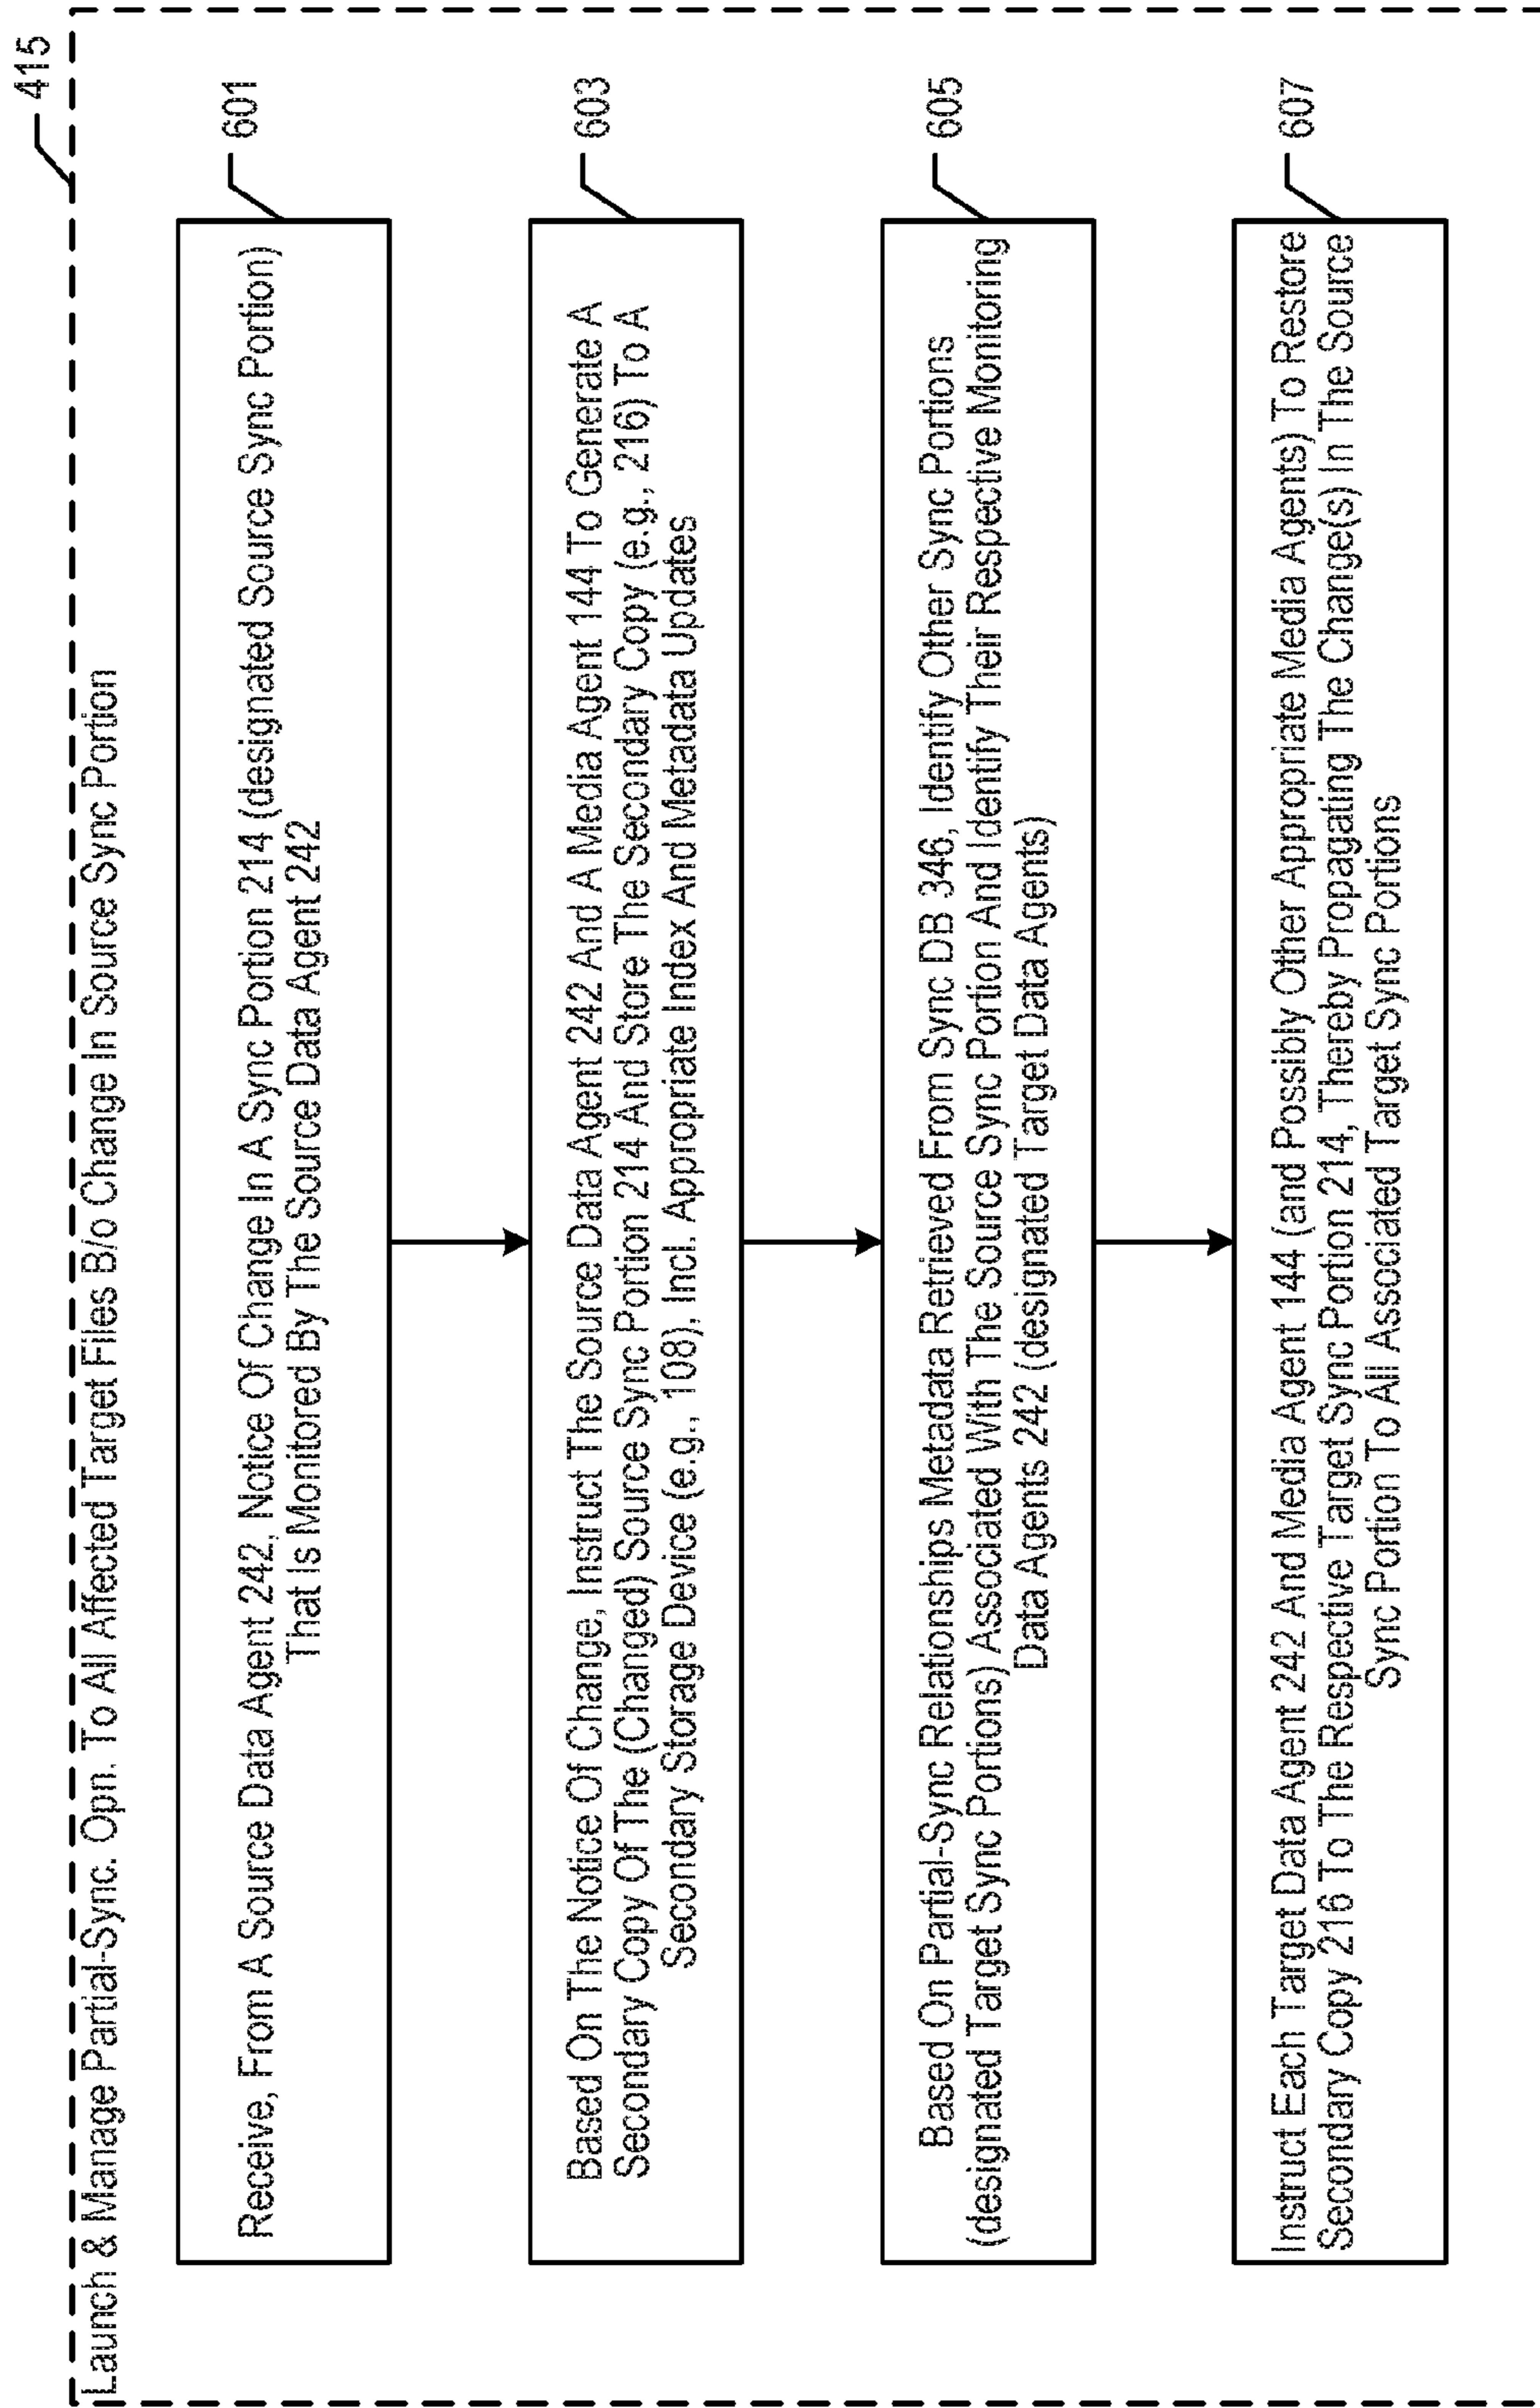 415
Launch & Manage Partial-Sync. Opn. To All Affected Target Files B/o Change In Source Sync Portion
601
Receive, From A Source Data Agent 242, Notice Of Change In A Sync Portion 214 (designated Source Sync Portion)
That Is Monitored By The Source Data Agent 242
603
Based On The Notice Of Change, Instruct The Source Data Agent 242 And A Media Agent 144 To Generate A
Secondary Copy Of The (Changed) Source Sync Portion 214 And Store The Secondary Copy (e.g., 216) To A
Secondary Storage Device (e.g., 108), Incl. Appropriate Index And Metadata Updates
605
Based On Partial-Sync Relationships Metadata Retrieved From Sync DB 346, Identify Other Sync Portions
(designated Target Sync Portions) Associated With The Source Sync Portion And Identify Their Respective Monitoring
Data Agents 242 (designated Target Data Agents)
607
Instruct Each Target Data Agent 242 And Media Agent 144 (and Possibly Other Appropriate Media Agents) To Restore
Secondary Copy 216 To The Respective Target Sync Portion 214, Thereby Propagating The Change(s) In The Source
Sync Portion To All Associated Target Sync Portions